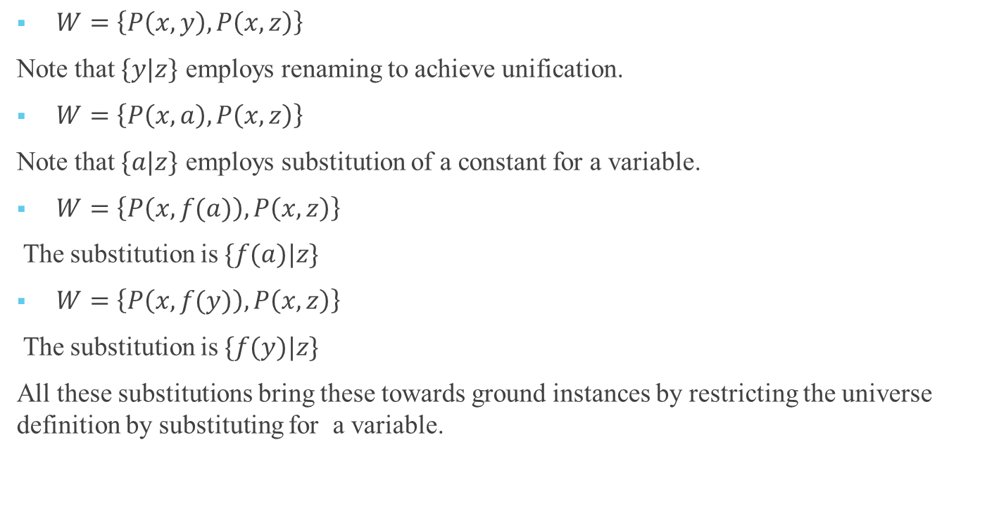 ▪ W = {P(x, y), P(x, z)}
Note that {y|z} employs renaming to achieve unification.
▪ W = {P(x, a), P(x, z)}
Note that {a|z} employs substitution of a constant for a variable.
▪ W = {P(x, f(a)), P(x, z)}
The substitution is {f(a)|z}
▪ W = {P(x, f(y)), P(x, z)}
The substitution is {f(y)|z}
All these substitutions bring these towards ground instances by restricting the universe
definition by substituting for a variable.